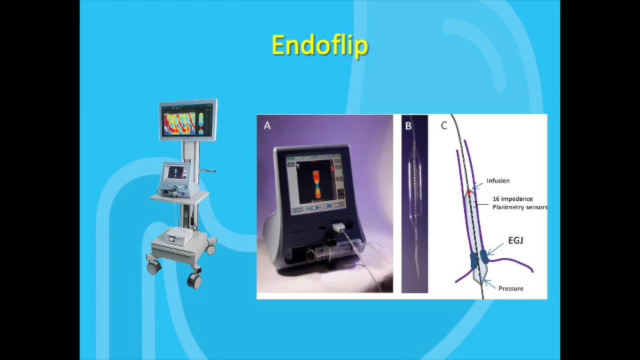 Endoflip
A
B
C
Infusion
16 impedance
Planimetry sensors
EGJ
Pressure